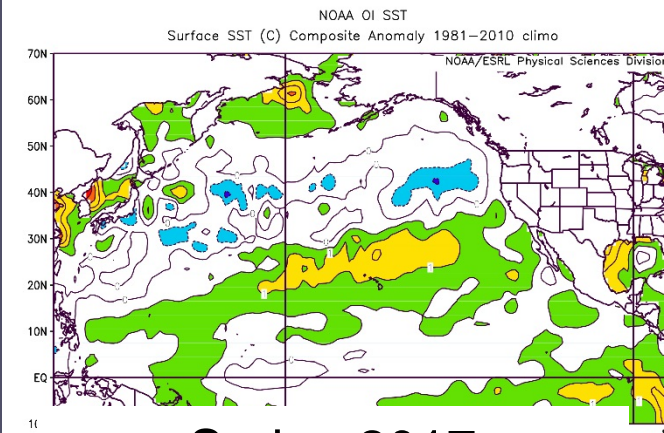 NOAA OI SST
Surface SST (C) Composite Anomaly 1981–2010 climo
NOAA/ESRL Physical Sciences Division
70N
60N
50N
40N
30N
20N
10N
EQ
2017